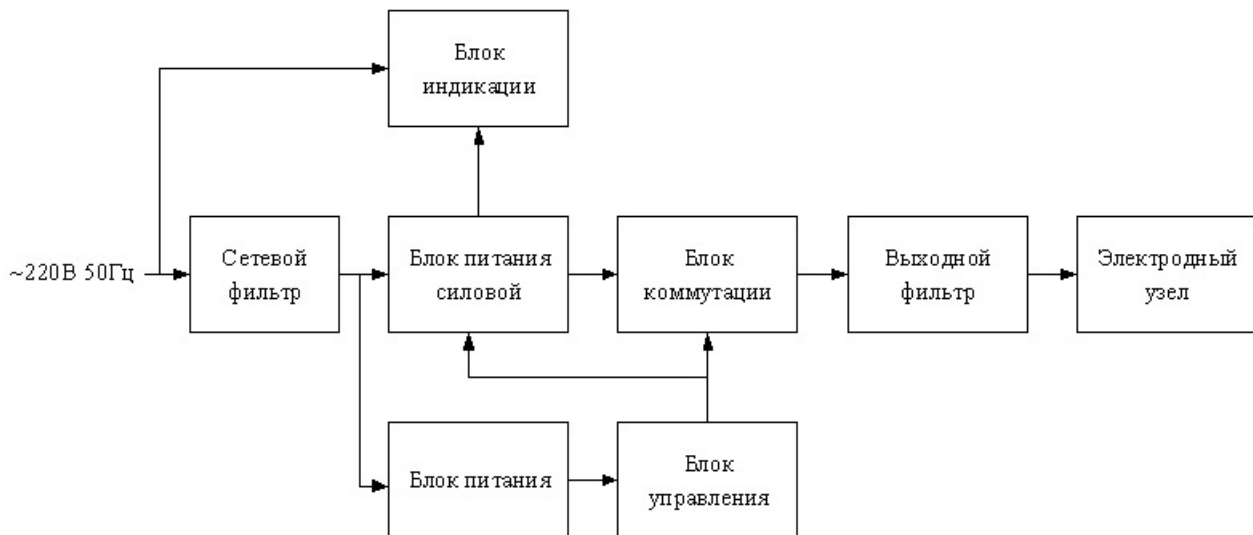 Блок
индикации
~220В 50Гц
Сетевой
фильтр
Блок питания
силовой
Блок
коммутации
Выходной
фильтр
Электродный
узел
Блок питания
Блок
управления